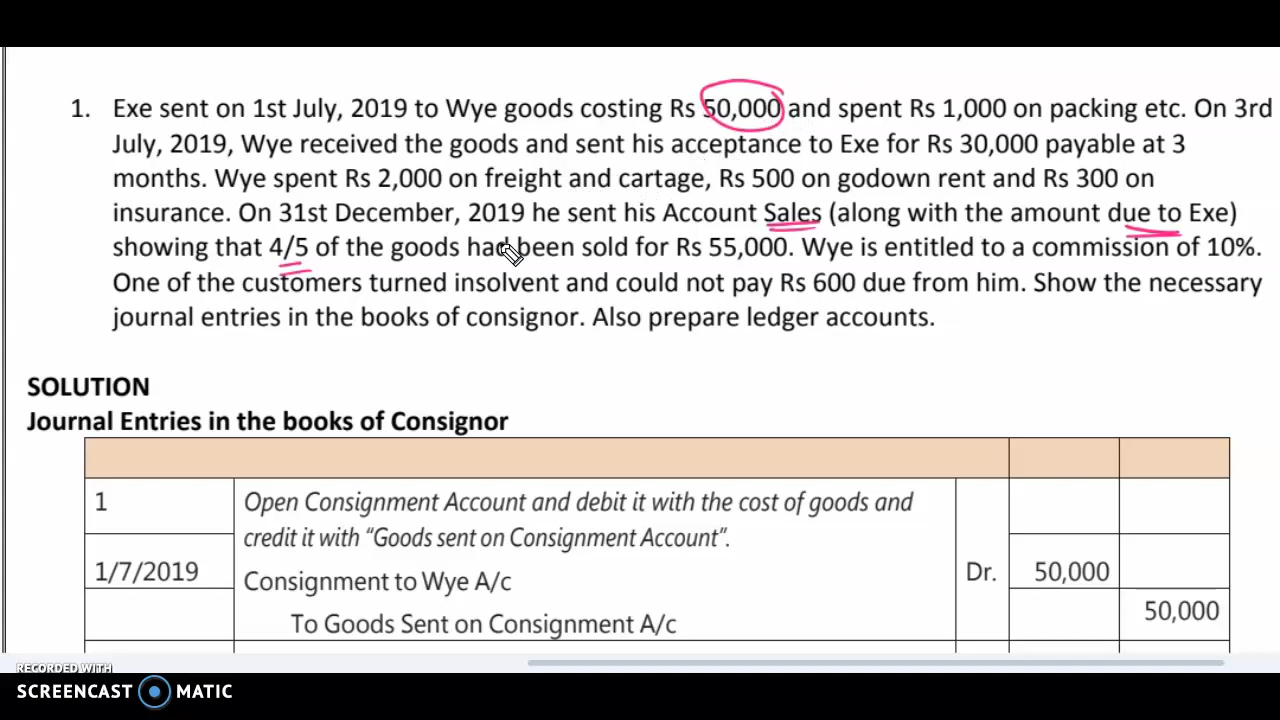 1. Exe sent on 1st July, 2019 to Wye goods costing Rs 50,000 and spent Rs 1,000 on packing etc. On 3rd
July, 2019, Wye received the goods and sent his acceptance to Exe for Rs 30,000 payable at 3
months. Wye spent Rs 2,000 on freight and cartage, Rs 500 on godown rent and Rs 300 on
insurance. On 31st December, 2019 he sent his Account Sales (along with the amount due to Exe)
showing that 4/5 of the goods had been sold for Rs 55,000. Wye is entitled to a commission of 10%.
One of the customers turned insolvent and could not pay Rs 600 due from him. Show the necessary
journal entries in the books of consignor. Also prepare ledger accounts.
SOLUTION
Journal Entries in the books of Consignor
1 Open Consignment Account and debit it with the cost of goods and
credit it with “Goods sent on Consignment Account”.
1/7/2019 Consignment to Wye A/c Dr. 50,000
To Goods Sent on Consignment A/c 50,000
RECORDED WITH
SCREENCAST MATIC